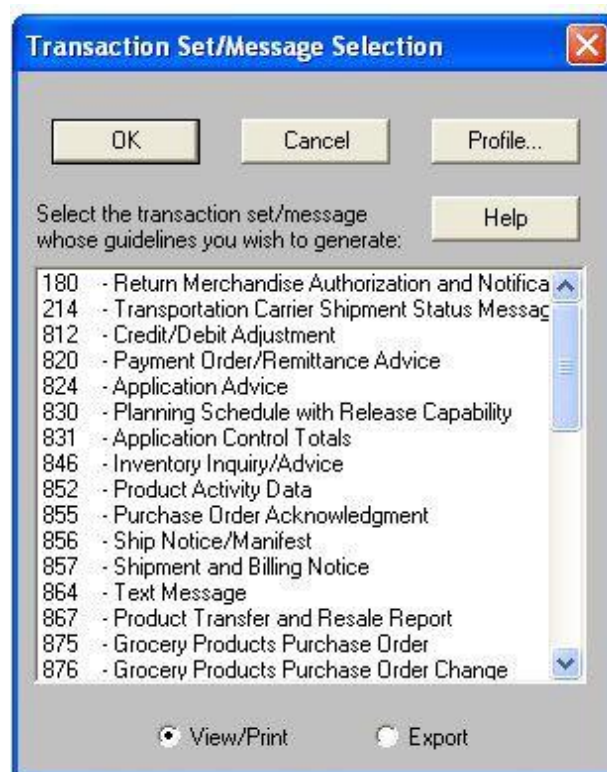 Transaction Set/Message Selection
OK
Cancel
Profile...
Select the transaction set/message
whose guidelines you wish to generate:
Help
180 - Return Merchandise Authorization and Notifica
214 - Transportation Carrier Shipment Status Messag
812 - Credit/Debit Adjustment
820 - Payment Order/Remittance Advice
824 - Application Advice
830 - Planning Schedule with Release Capability
831 - Application Control Totals
846 - Inventory Inquiry/Advice
852 - Product Activity Data
855 - Purchase Order Acknowledgment
856 - Ship Notice/Manifest
857 - Shipment and Billing Notice
864 - Text Message
867 - Product Transfer and Resale Report
875 - Grocery Products Purchase Order
876 - Grocery Products Purchase Order Change
View/Print
Export